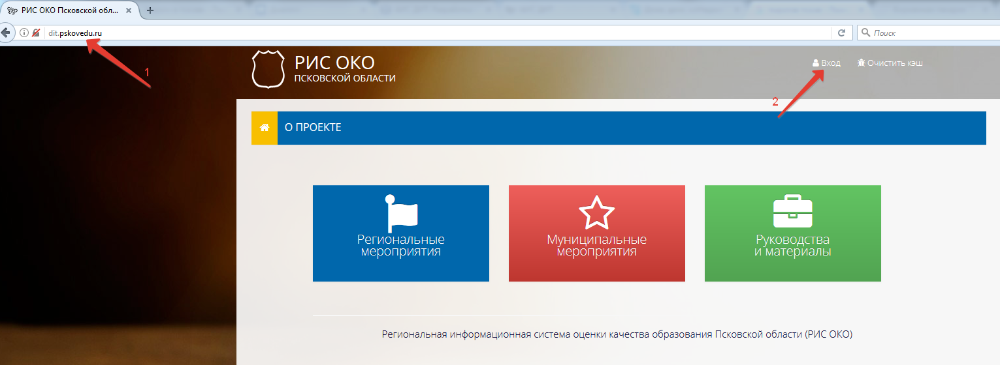 РИС ОКО Псковской обл...
dit.pskovedu.ru
Поиск
1
РИС ОКО
ПСКОВСКОЙ ОБЛАСТИ
Вход
Очистить кэш
2
О ПРОЕКТЕ
Региональные
мероприятия
Муниципальные
мероприятия
Руководства
и материалы
Региональная информационная система оценки качества образования Псковской области (РИС ОКО)